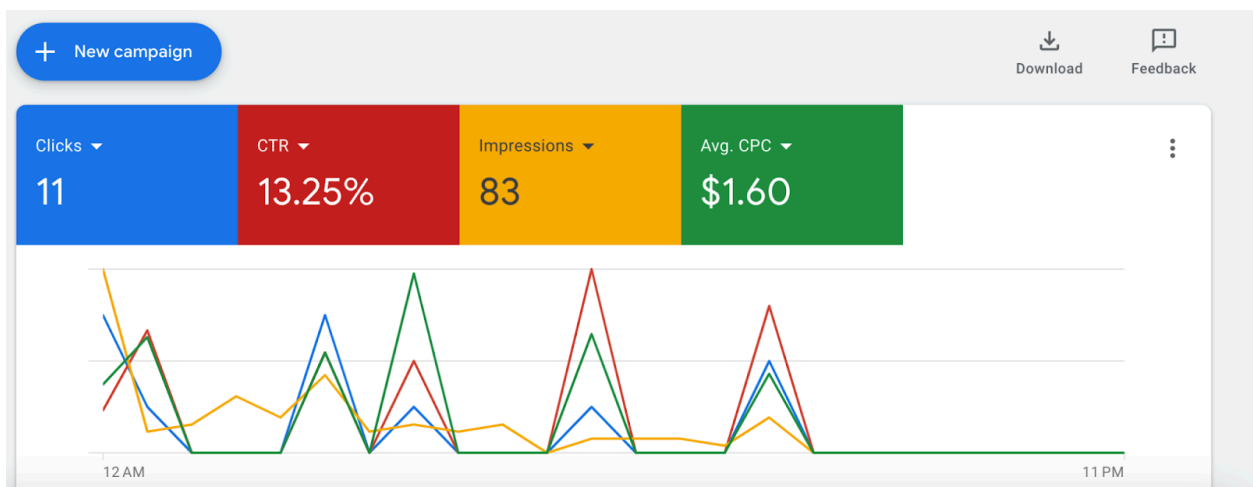 New campaign
Download
Feedback
Clicks
CTR
Impressions
Avg. CPC
11
13.25%
83
$1.60
12 AM
11 PM